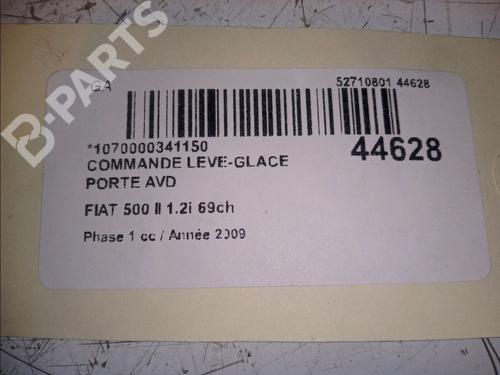 B-PARTS
GA
52710801 44628
*1070000341150
44628
COMMANDE LEVE-GLACE
PORTE AVD
FIAT 500 II 1.2i 69ch
Phase 1 cc / Année 2009